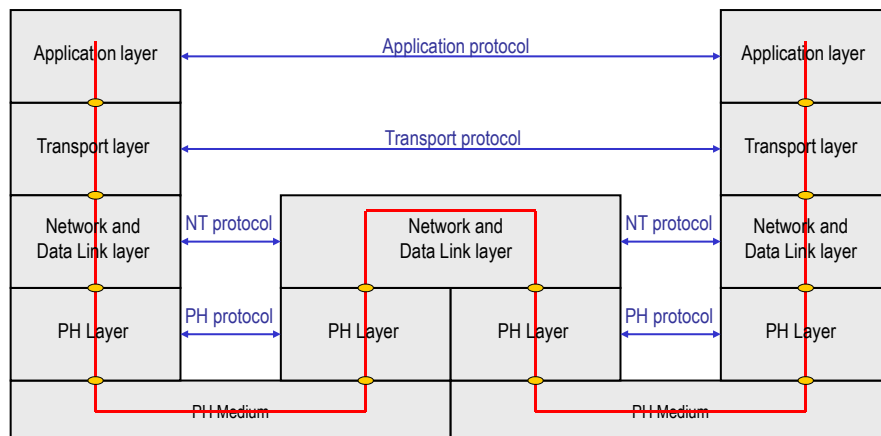 Application layer
Application protocol
Application layer
Transport layer
Transport protocol
Transport layer
Network and
Data Link layer
NT protocol
Network and
Data Link layer
NT protocol
Network and
Data Link layer
PH Layer
PH protocol
PH Layer
PH Layer
PH protocol
PH Layer
PH Medium
PH Medium